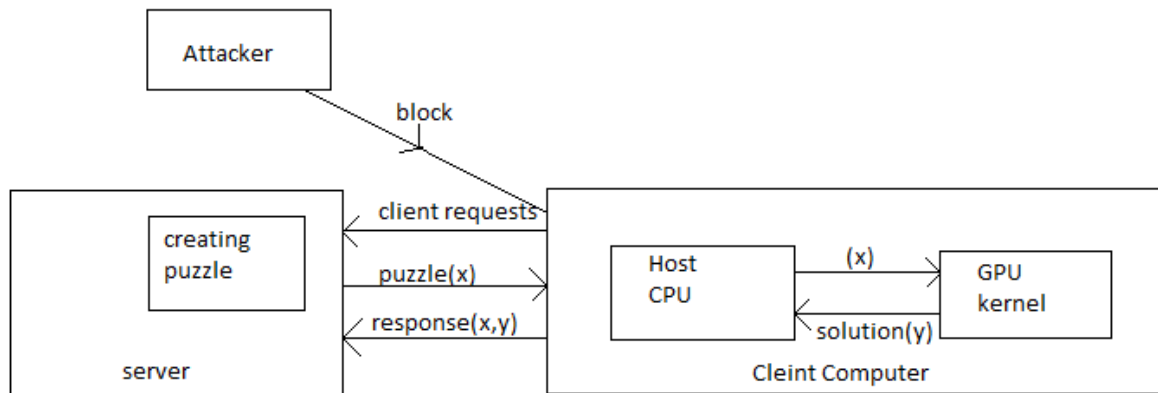 Attacker
block
client requests
creating
puzzle
puzzle(x)
response(x,y)
server
Host
CPU
(x)
GPU
kernel
solution(y)
Cleint Computer